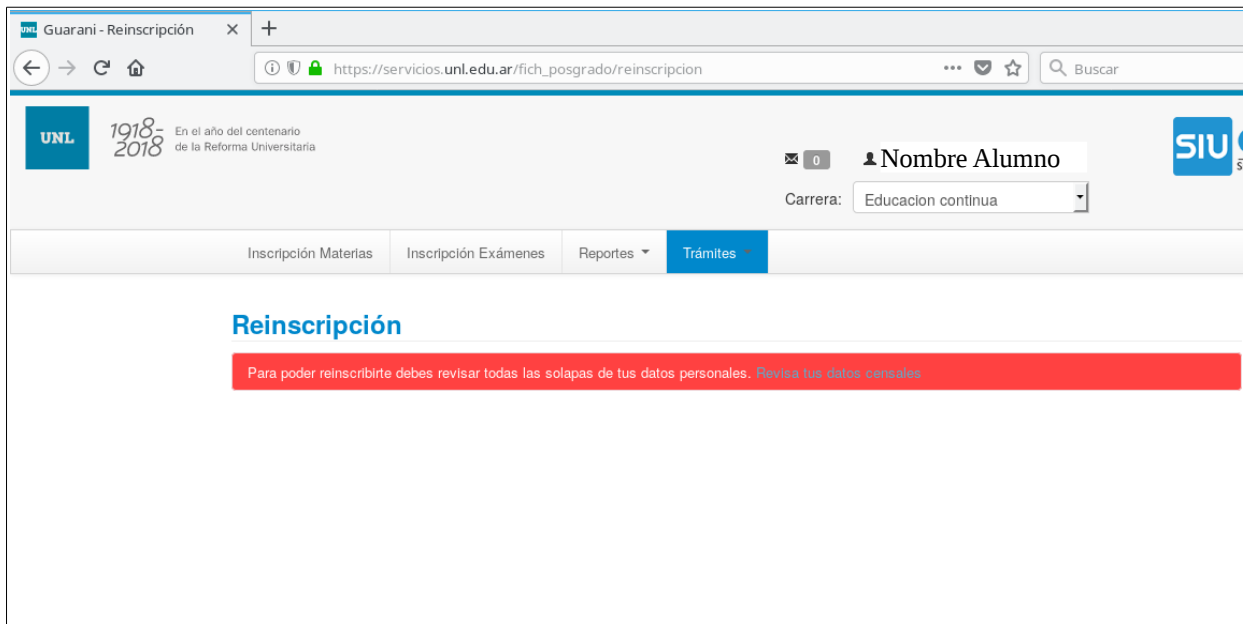 UNL Guarani - Reinscripción
https://servicios.unl.edu.ar/fich_posgrado/reinscripcion
Buscar
UNL
1918-
2018
En el año del centenario
de la Reforma Universitaria
0
Nombre Alumno
SIU
Carrera: Educacion continua
Inscripción Materias Inscripción Exámenes Reportes Trámites
Reinscripción
Para poder reinscribirte debes revisar todas las solapas de tus datos personales. Revisa tus datos censales